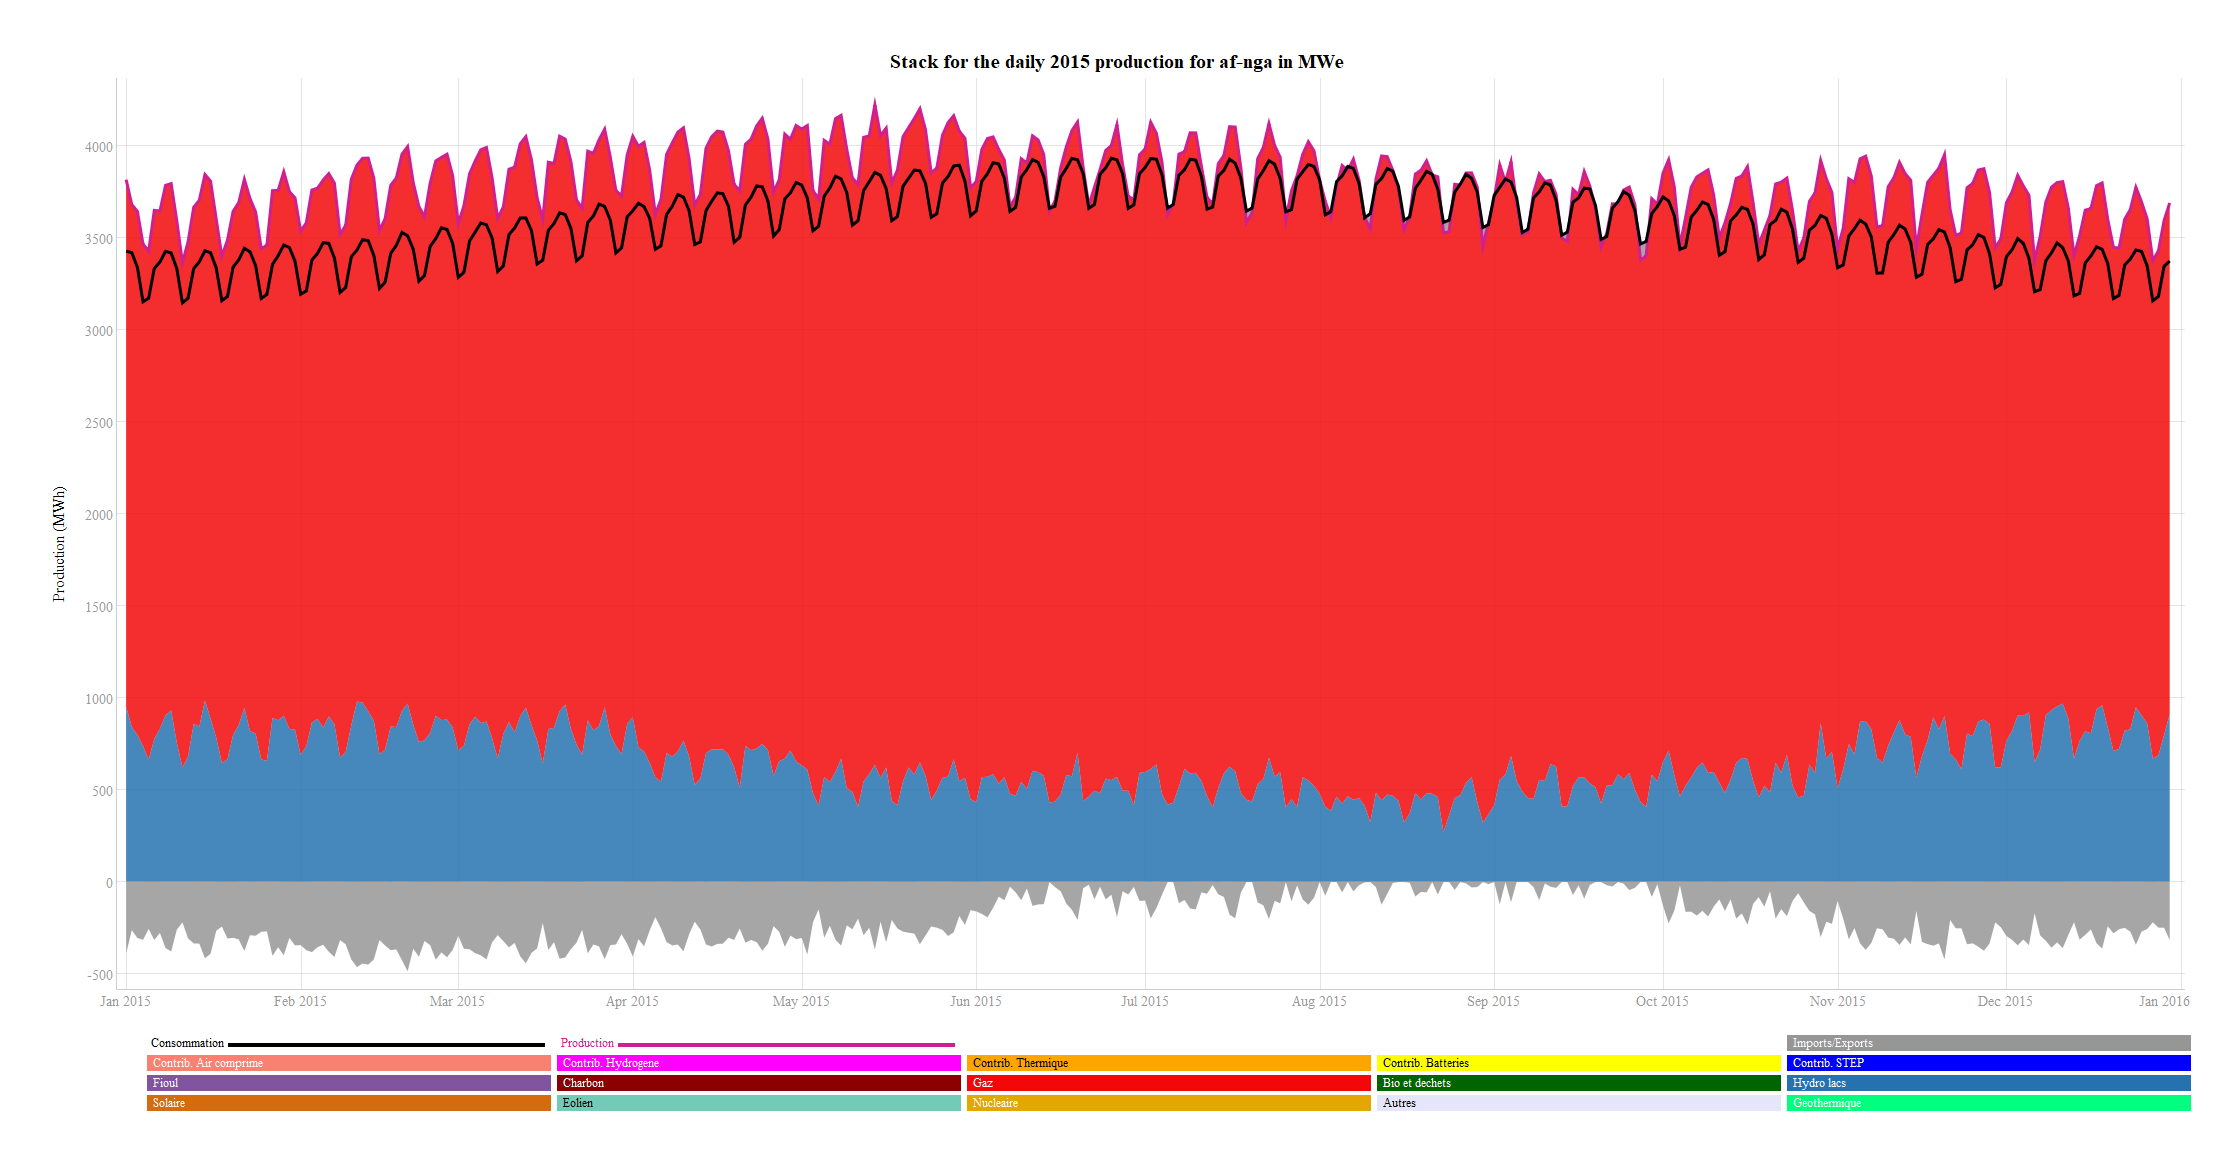 Stack for the daily 2015 production for af-nga in MWe
Production (MWh)
4000
3500
3000
2500
2000
1500
1000
500
0
-500
Jan 2015 Feb 2015 Mar 2015 Apr 2015 May 2015 Jun 2015 Jul 2015 Aug 2015 Sep 2015 Oct 2015 Nov 2015 Dec 2015 Jan 2016
Consommation Production Imports/Exports
Contrib. Air comprime Contrib. Hydrogene Contrib. Thermique Contrib. Batteries Contrib. STEP
Fioul Charbon Gaz Bio et dechets Hydro lacs
Solaire Eolien Nucleaire Autres Geothermique